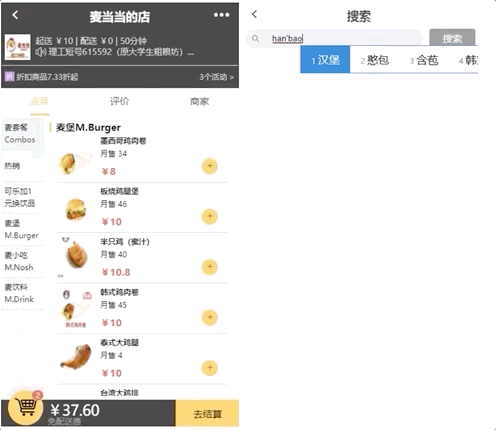 麦当当的店
起送 ¥10 | 配送 ¥0 | 50分钟
理工短号615592（原大学生粗粮坊）...
折 折扣商品7.33折起 3个活动 >
点菜 评价 商家
麦套餐
Combos
热销
可乐加1
元换饮品
麦堡
M.Burger
麦小吃
M.Nosh
麦饮料
M.Drink
麦堡M.Burger
墨西哥鸡肉卷
月售 34
¥8
板烧鸡腿堡
月售 46
¥10
半只鸡（蜜汁）
月售 40
¥10.8
韩式鸡肉卷
月售 45
¥10
泰式大鸡腿
月售 4
¥10
台湾大鸡排
2
¥37.60
免配送费
去结算
搜索
han'bao
搜索
1 汉堡 2 憨包 3 含苞 4 韩